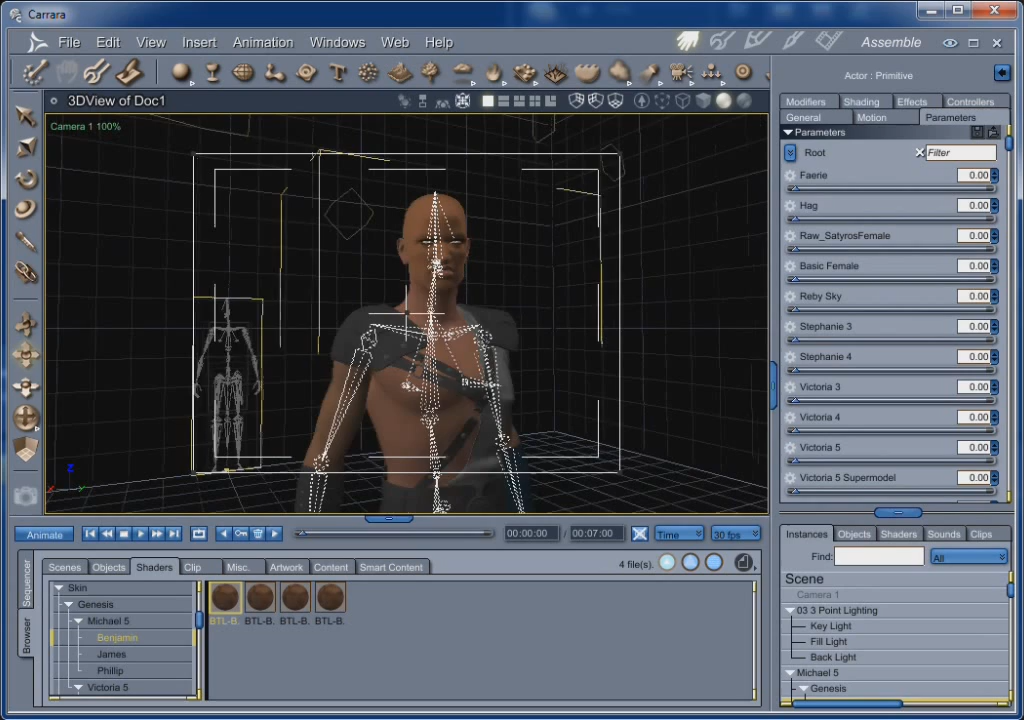 Carrara
File Edit View Insert Animation Windows Web Help Assemble
Actor : Primitive
3DView of Doc1
Camera 1 100%
Modifiers Shading Effects Controllers
General Motion Parameters
Parameters
Root Filter
Faerie 0.00
Hag 0.00
Raw_SatyrosFemale 0.00
Basic Female 0.00
Reby Sky 0.00
Stephanie 3 0.00
Stephanie 4 0.00
Victoria 3 0.00
Victoria 4 0.00
Victoria 5 0.00
Victoria 5 Supermodel 0.00
Animate 00:00:00 / 00:07:00 Time 30 fps
Sequencer
Browser
Scenes Objects Shaders Clip Misc. Artwork Content Smart Content 4 file(s).
Skin
Genesis
Michael 5
Benjamin
James
Phillip
Victoria 5
BTL-B. BTL-B. BTL-B. BTL-B.
Instances Objects Shaders Sounds Clips
Find: All
Scene
Camera 1
03 3 Point Lighting
Key Light
Fill Light
Back Light
Michael 5
Genesis